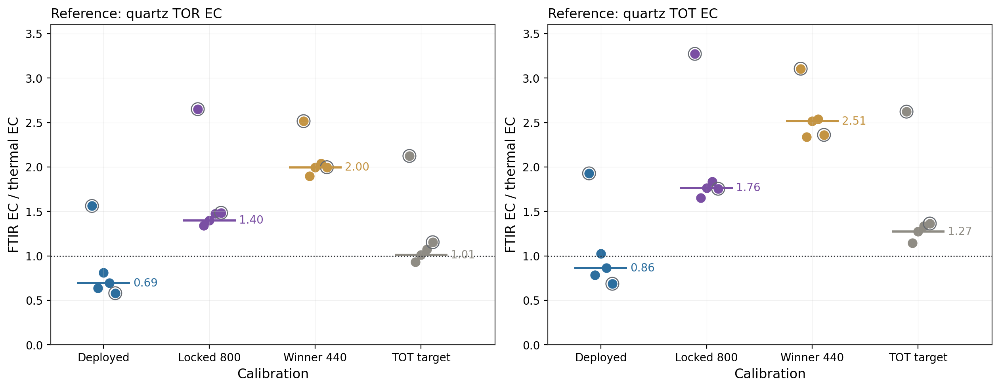 Reference: quartz TOR EC
FTIR EC / thermal EC
3.5
3.0
2.5
2.0
1.5
1.0
0.5
0.0
0.69
1.40
2.00
1.01
Deployed
Locked 800
Winner 440
TOT target
Calibration
Reference: quartz TOT EC
FTIR EC / thermal EC
3.5
3.0
2.5
2.0
1.5
1.0
0.5
0.0
0.86
1.76
2.51
1.27
Deployed
Locked 800
Winner 440
TOT target
Calibration